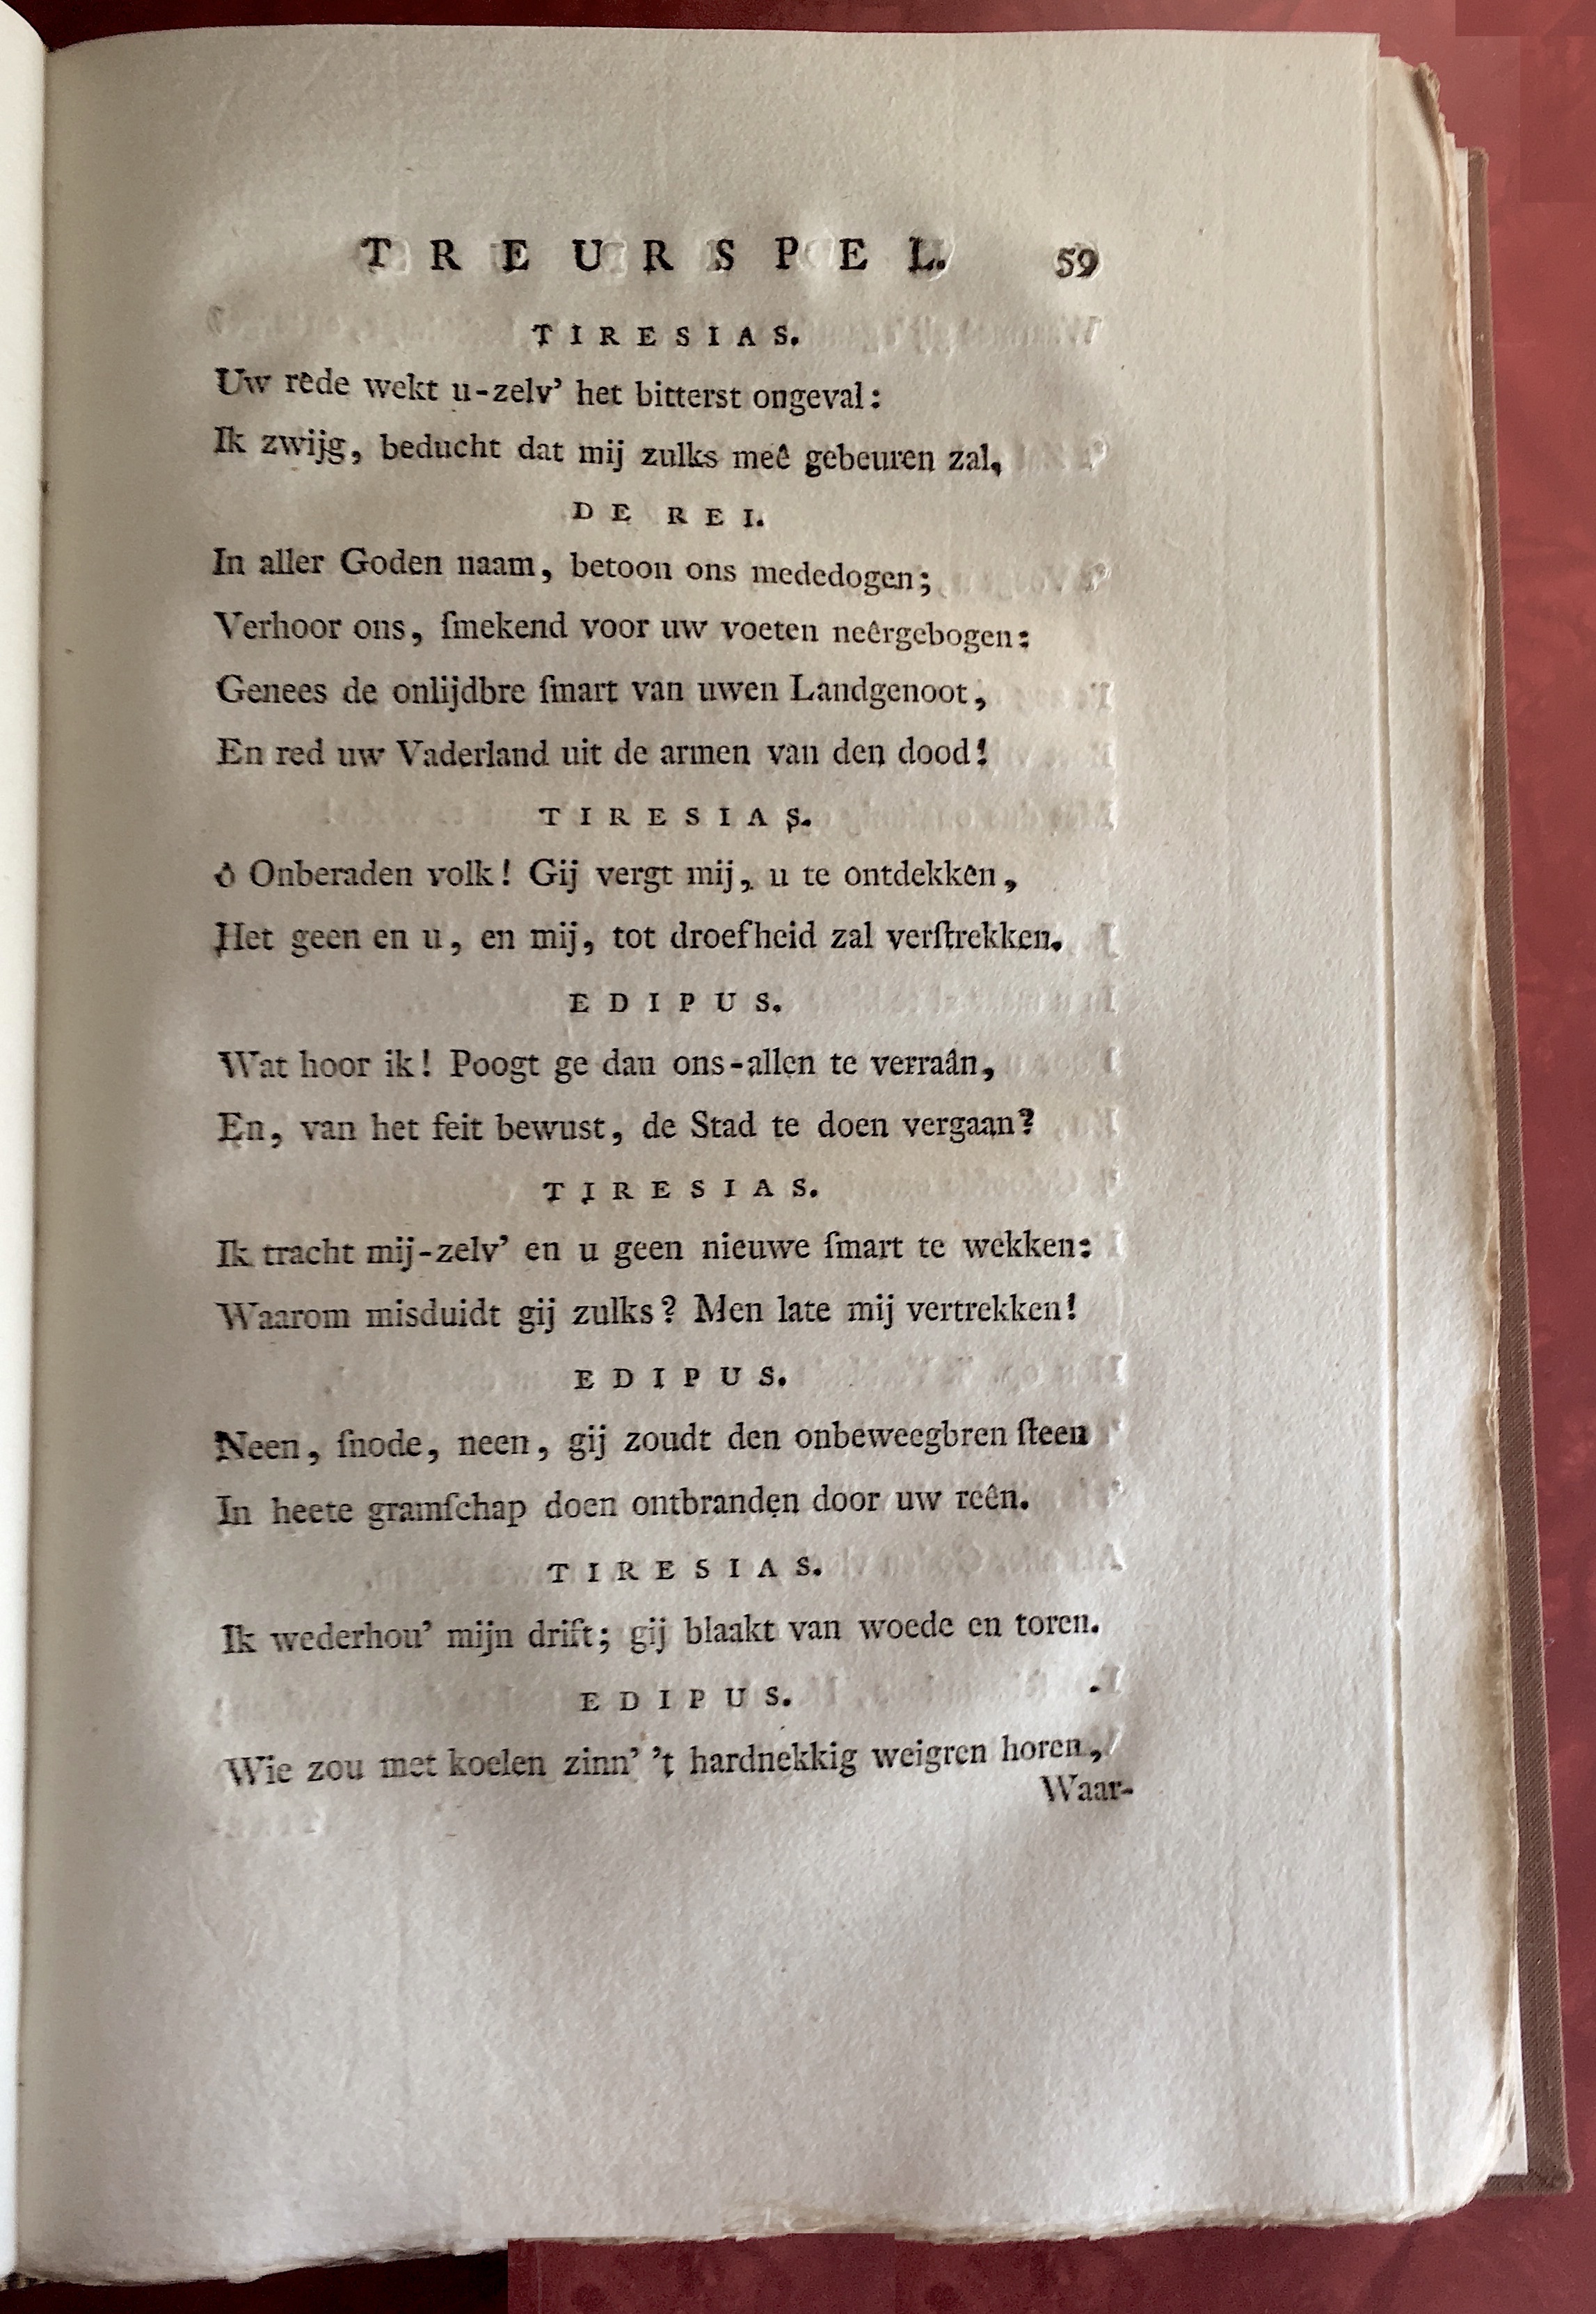 TREURSPEL. 59
TIRESIAS.
Uw rede wekt u-zelv’ het bitterst ongeval:
Ik zwijg, beducht dat mij zulks meê gebeuren zal,
DE REI.
In aller Goden naam, betoon ons mededogen;
Verhoor ons, ſmekend voor uw voeten neêrgebogen:
Genees de onlijdbre ſmart van uwen Landgenoot,
En red uw Vaderland uit de armen van den dood!
TIRESIAS.
ô Onberaden volk! Gij vergt mij, u te ontdekken,
Het geen en u, en mij, tot droefheid zal verſtrekken.
EDIPUS.
Wat hoor ik! Poogt ge dan ons-allen te verraân,
En, van het feit bewust, de Stad te doen vergaan?
TIRESIAS.
Ik tracht mij-zelv’ en u geen nieuwe ſmart te wekken:
Waarom misduidt gij zulks? Men late mij vertrekken!
EDIPUS.
Neen, ſnode, neen, gij zoudt den onbeweegbren ſteen
In heete gramſchap doen ontbranden door uw reên.
TIRESIAS.
Ik wederhou’ mijn drift; gij blaakt van woede en toren.
EDIPUS.
Wie zou met koelen zinn’ ’t hardnekkig weigren horen,
Waar-